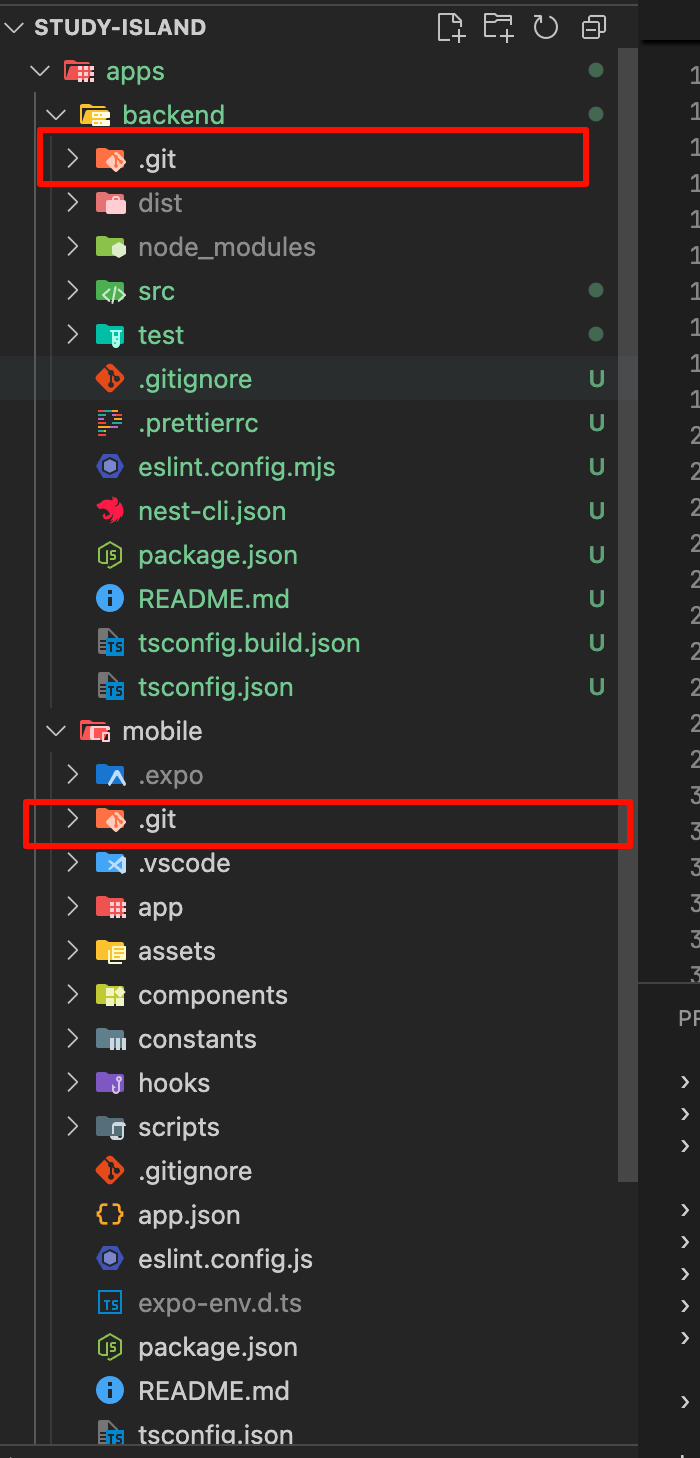 STUDY-ISLAND
apps
backend
.git
dist
node_modules
src
test
.gitignore U
.prettierrc U
eslint.config.mjs U
nest-cli.json U
package.json U
README.md U
tsconfig.build.json U
tsconfig.json U
mobile
.expo
.git
.vscode
app
assets
components
constants
hooks
scripts
.gitignore
app.json
eslint.config.js
expo-env.d.ts
package.json
README.md
tsconfig.json